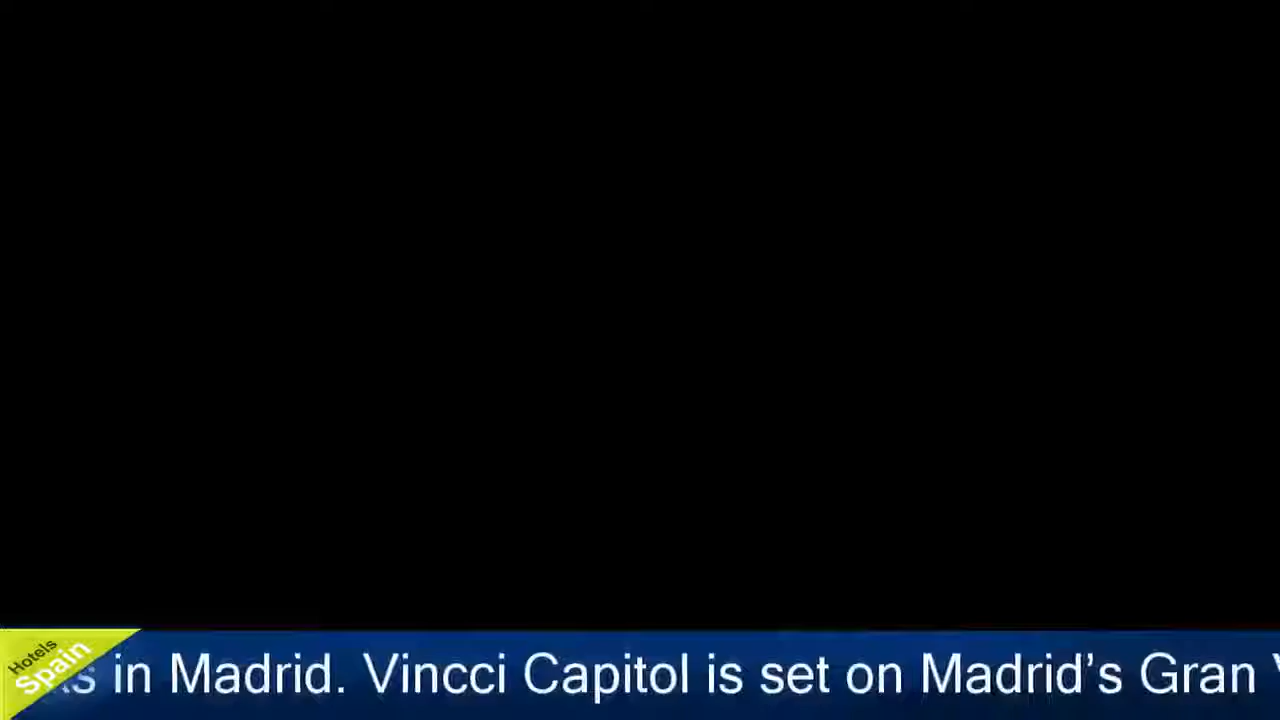 Hotels
Spain
in Madrid. Vincci Capitol is set on Madrid’s Gran